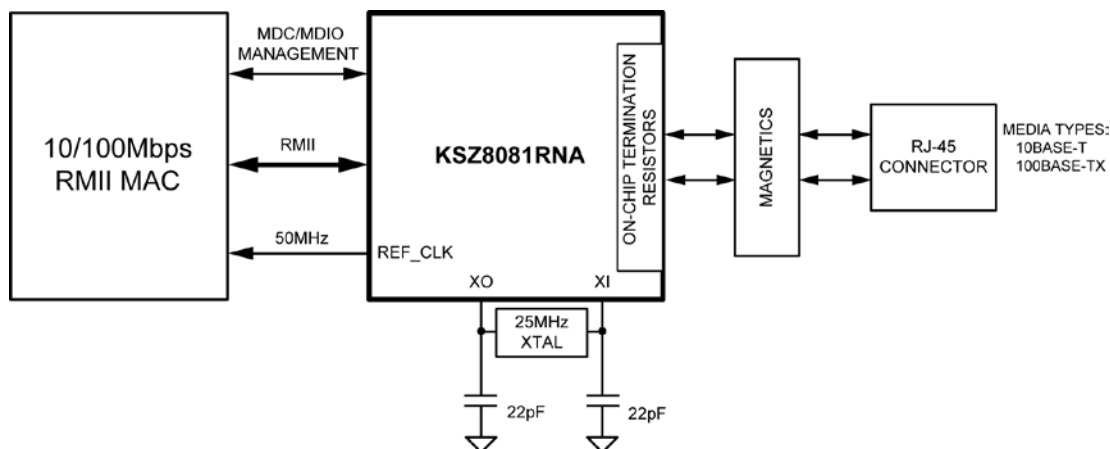 10/100Mbps
RMII MAC
MDC/MDIO
MANAGEMENT
RMII
50MHz
KSZ8081RNA
REF_CLK
XO
XI
ON-CHIP TERMINATION
RESISTORS
25MHz
XTAL
22pF
22pF
MAGNETICS
RJ-45
CONNECTOR
MEDIA TYPES:
10BASE-T
100BASE-TX